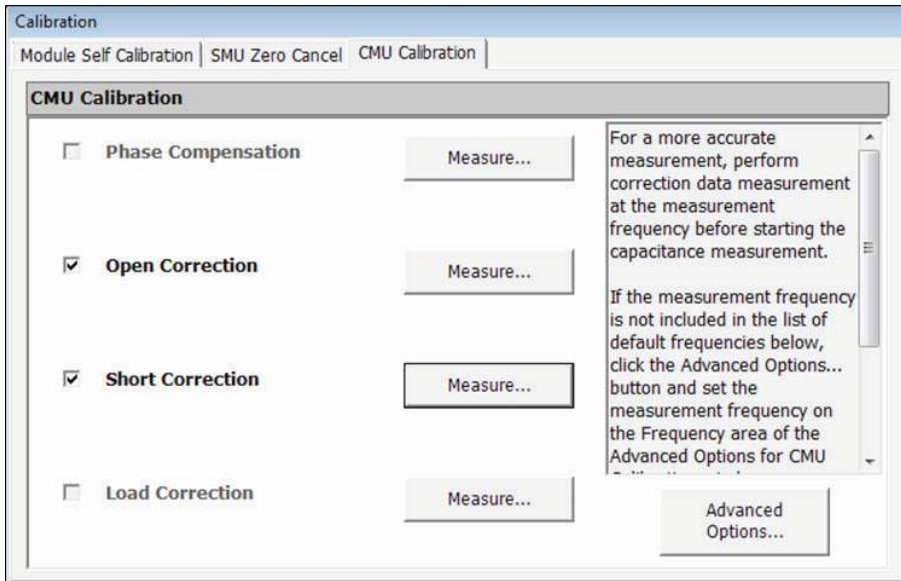 Calibration
Module Self Calibration
SMU Zero Cancel
CMU Calibration
CMU Calibration
Phase Compensation
Measure...
Open Correction
Measure...
Short Correction
Measure...
Load Correction
Measure...
For a more accurate
measurement, perform
correction data measurement
at the measurement
frequency before starting the
capacitance measurement.
If the measurement frequency
is not included in the list of
default frequencies below,
click the Advanced Options...
button and set the
measurement frequency on
the Frequency area of the
Advanced Options for CMU
Advanced
Options...